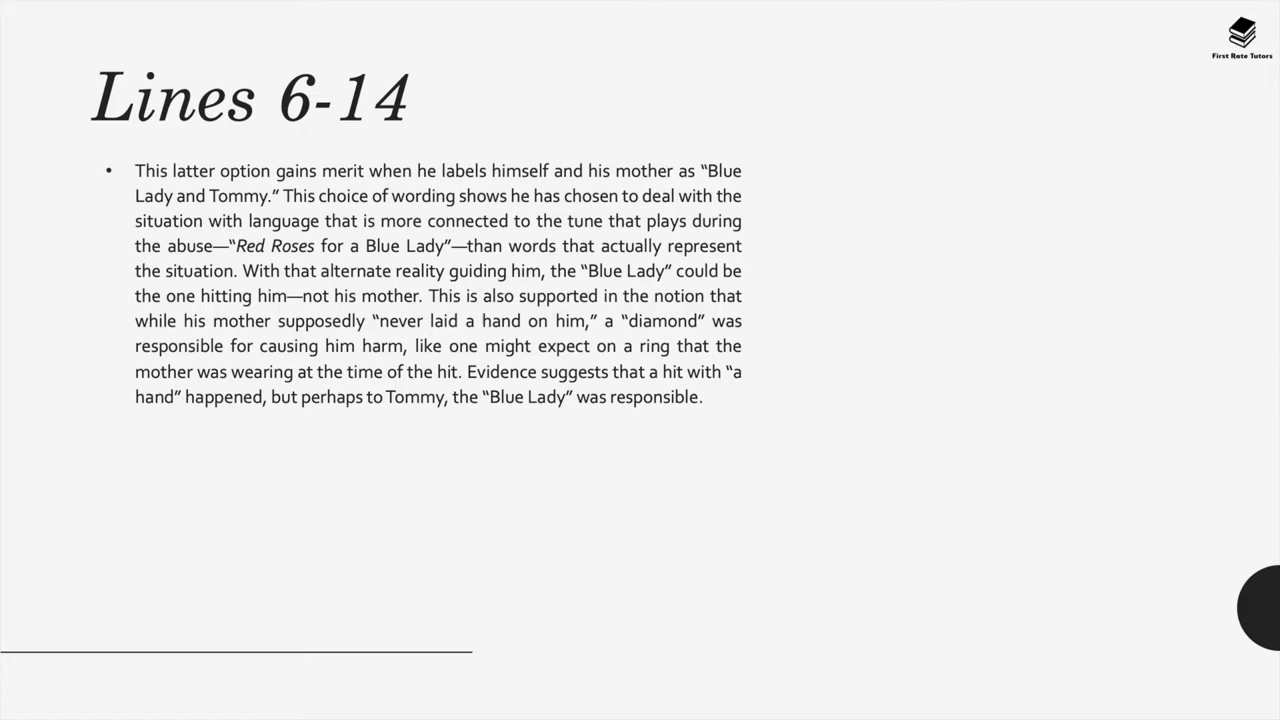 First Rate Tutors
Lines 6-14
• This latter option gains merit when he labels himself and his mother as “Blue
Lady and Tommy.” This choice of wording shows he has chosen to deal with the
situation with language that is more connected to the tune that plays during
the abuse—“Red Roses for a Blue Lady”—than words that actually represent
the situation. With that alternate reality guiding him, the “Blue Lady” could be
the one hitting him—not his mother. This is also supported in the notion that
while his mother supposedly “never laid a hand on him,” a “diamond” was
responsible for causing him harm, like one might expect on a ring that the
mother was wearing at the time of the hit. Evidence suggests that a hit with “a
hand” happened, but perhaps to Tommy, the “Blue Lady” was responsible.